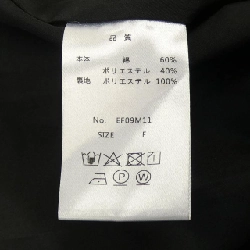 品質
本体 綿 60%
ポリエステル 40%
裏地 ポリエステル 100%
No. EF09M11
SIZE F